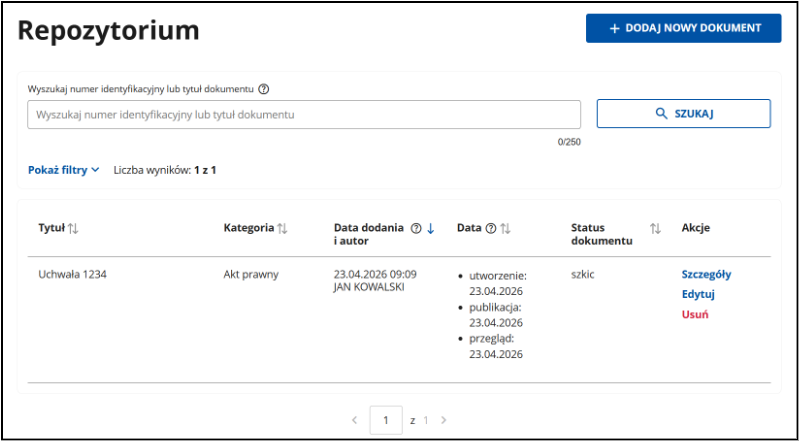 Repozytorium
+ DODAJ NOWY DOKUMENT
Wyszukaj numer identyfikacyjny lub tytuł dokumentu ?
Wyszukaj numer identyfikacyjny lub tytuł dokumentu
SZUKAJ
0/250
Pokaż filtry Liczba wyników: 1 z 1
Tytuł Kategoria Data dodania ? Data ? Status Akcje
i autor dokumentu
Uchwała 1234 Akt prawny 23.04.2026 09:09 • utworzenie: szkic Szczegóły
JAN KOWALSKI 23.04.2026 Edytuj
• publikacja: Usuń
23.04.2026
• przegląd:
23.04.2026
< 1 z 1 >